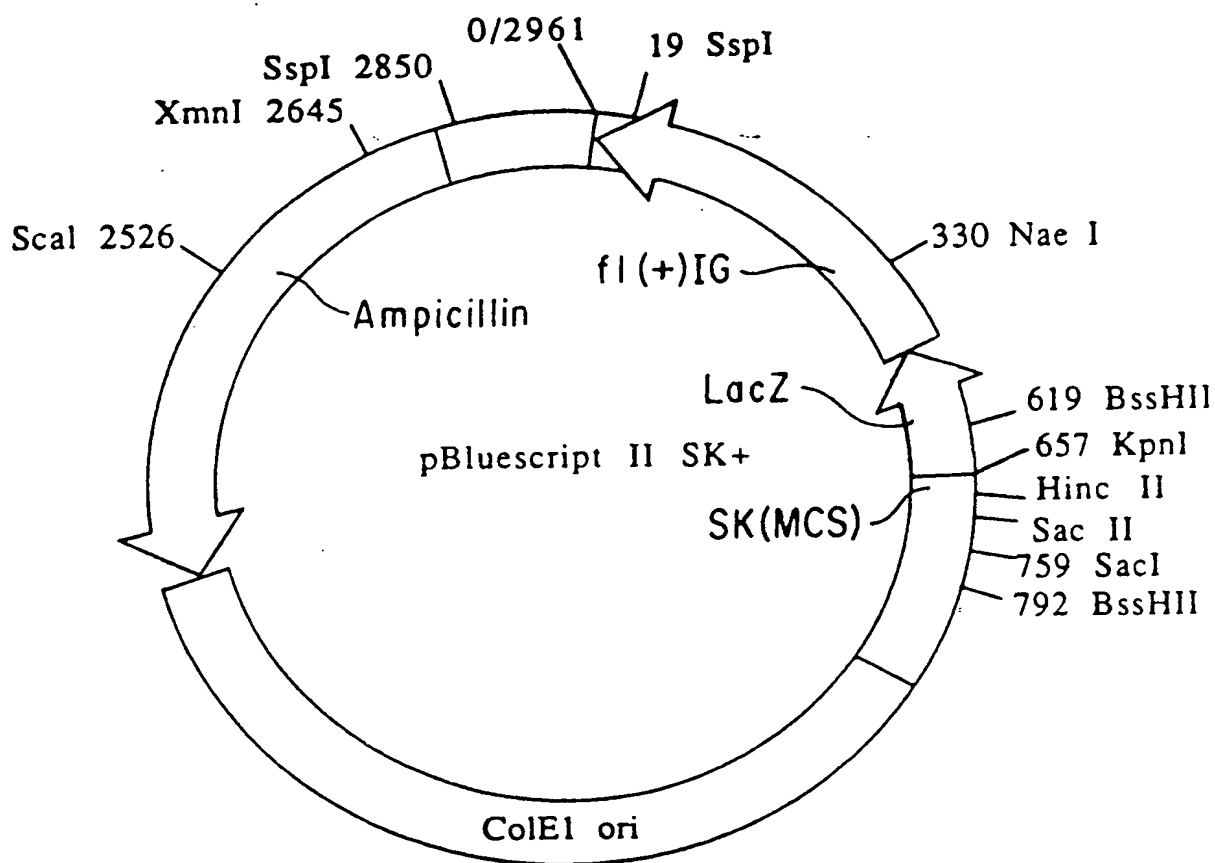 0/2961
19 SspI
SspI 2850
XmnI 2645
ScaI 2526
330 Nae I
f1(+)IG
Ampicillin
LacZ
619 BssHII
657 KpnI
pBluescript II SK+
Hinc II
SK(MCS)
Sac II
759 SacI
792 BssHII
ColE1 ori